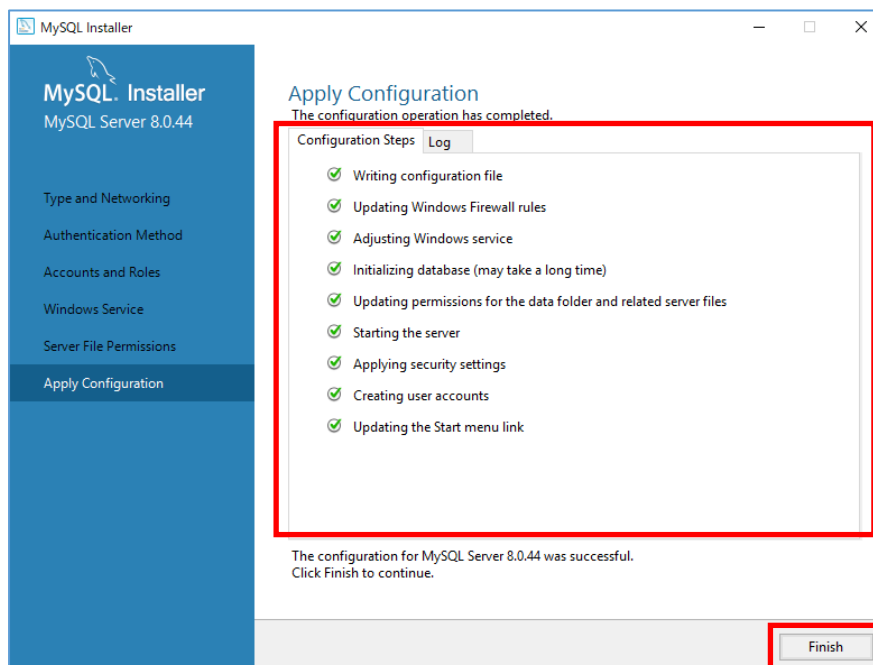 MySQL Installer
MySQL. Installer
MySQL Server 8.0.44
Type and Networking
Authentication Method
Accounts and Roles
Windows Service
Server File Permissions
Apply Configuration
Apply Configuration
The configuration operation has completed.
Configuration Steps Log
Writing configuration file
Updating Windows Firewall rules
Adjusting Windows service
Initializing database (may take a long time)
Updating permissions for the data folder and related server files
Starting the server
Applying security settings
Creating user accounts
Updating the Start menu link
The configuration for MySQL Server 8.0.44 was successful.
Click Finish to continue.
Finish